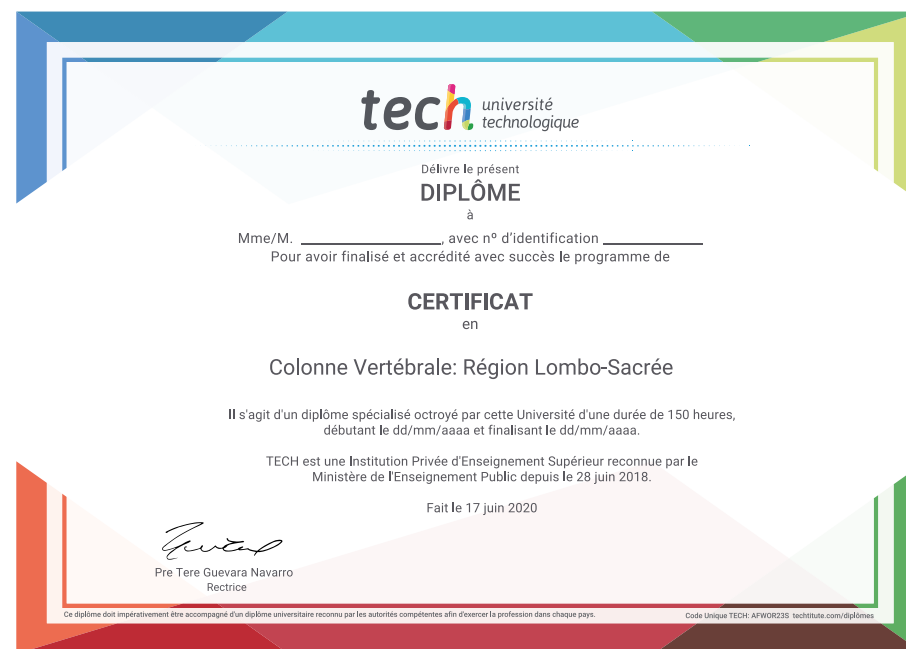 tech université
technologique
Délivre le présent
DIPLÔME
à
Mme/M. ____________________, avec nº d'identification ______________
Pour avoir finalisé et accrédité avec succès le programme de
CERTIFICAT
en
Colonne Vertébrale: Région Lombo-Sacrée
Il s'agit d'un diplôme spécialisé octroyé par cette Université d'une durée de 150 heures,
débutant le dd/mm/aaaa et finalisant le dd/mm/aaaa.
TECH est une Institution Privée d'Enseignement Supérieur reconnue par le
Ministère de l'Enseignement Public depuis le 28 juin 2018.
Fait le 17 juin 2020
Pre Tere Guevara Navarro
Rectrice
Ce diplôme doit impérativement être accompagné d'un diplôme universitaire reconnu par les autorités compétentes afin d'exercer la profession dans chaque pays.
Code Unique TECH: AFWOR23S techtitute.com/diplômes